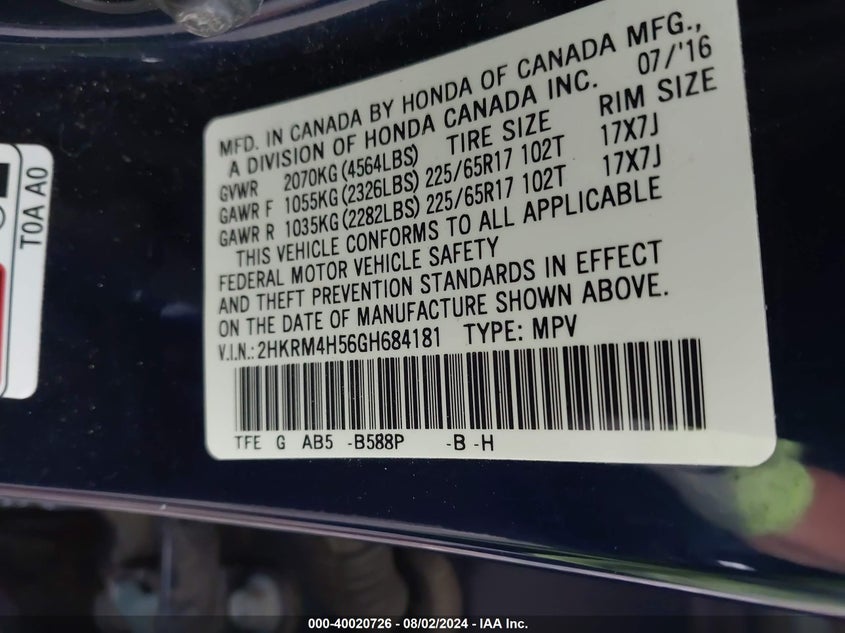 MFD. IN CANADA BY HONDA OF CANADA MFG.,
A DIVISION OF HONDA CANADA INC. 07/'16
GVWR 2070KG(4564LBS) TIRE SIZE RIM SIZE
GAWR F 1055KG(2326LBS) 225/65R17 102T 17X7J
GAWR R 1035KG(2282LBS) 225/65R17 102T 17X7J
THIS VEHICLE CONFORMS TO ALL APPLICABLE
FEDERAL MOTOR VEHICLE SAFETY
AND THEFT PREVENTION STANDARDS IN EFFECT
ON THE DATE OF MANUFACTURE SHOWN ABOVE.
V.I.N.: 2HKRM4H56GH684181 TYPE: MPV
TFE G AB5 -B588P -B -H
T0A A0
000-40020726 - 08/02/2024 - IAA Inc.